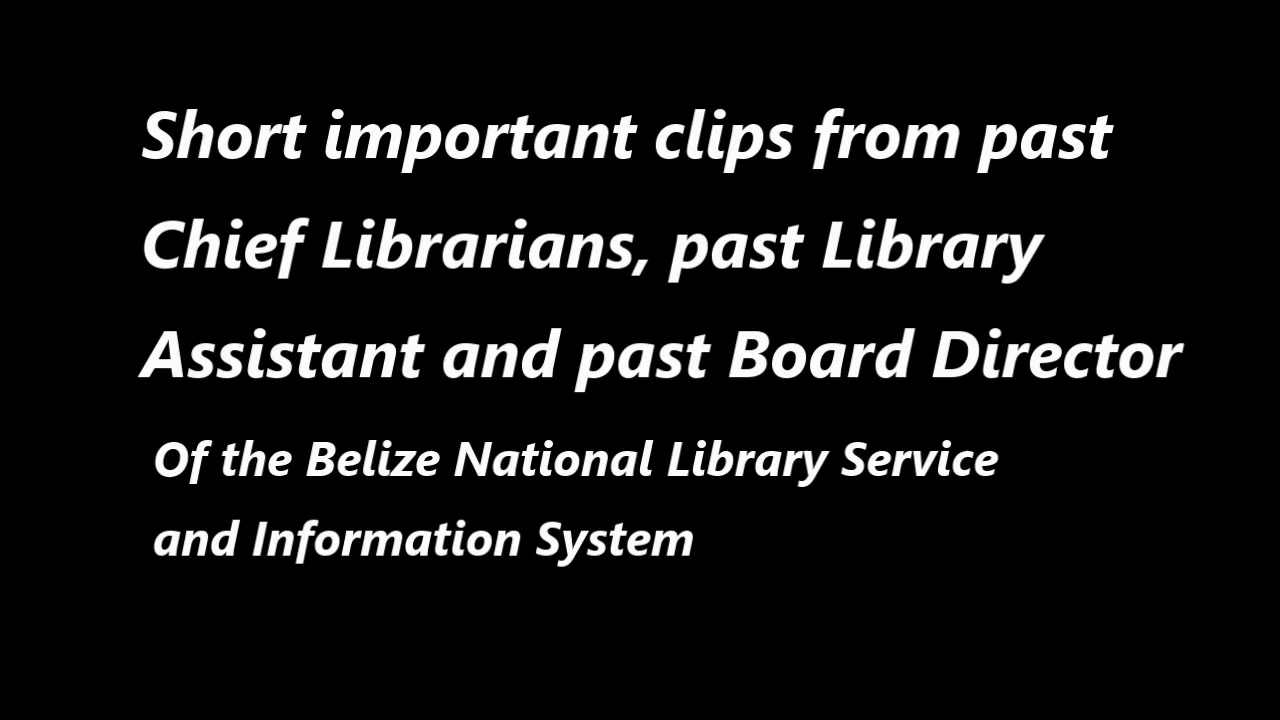 Short important clips from past
Chief Librarians, past Library
Assistant and past Board Director
Of the Belize National Library Service
and Information System